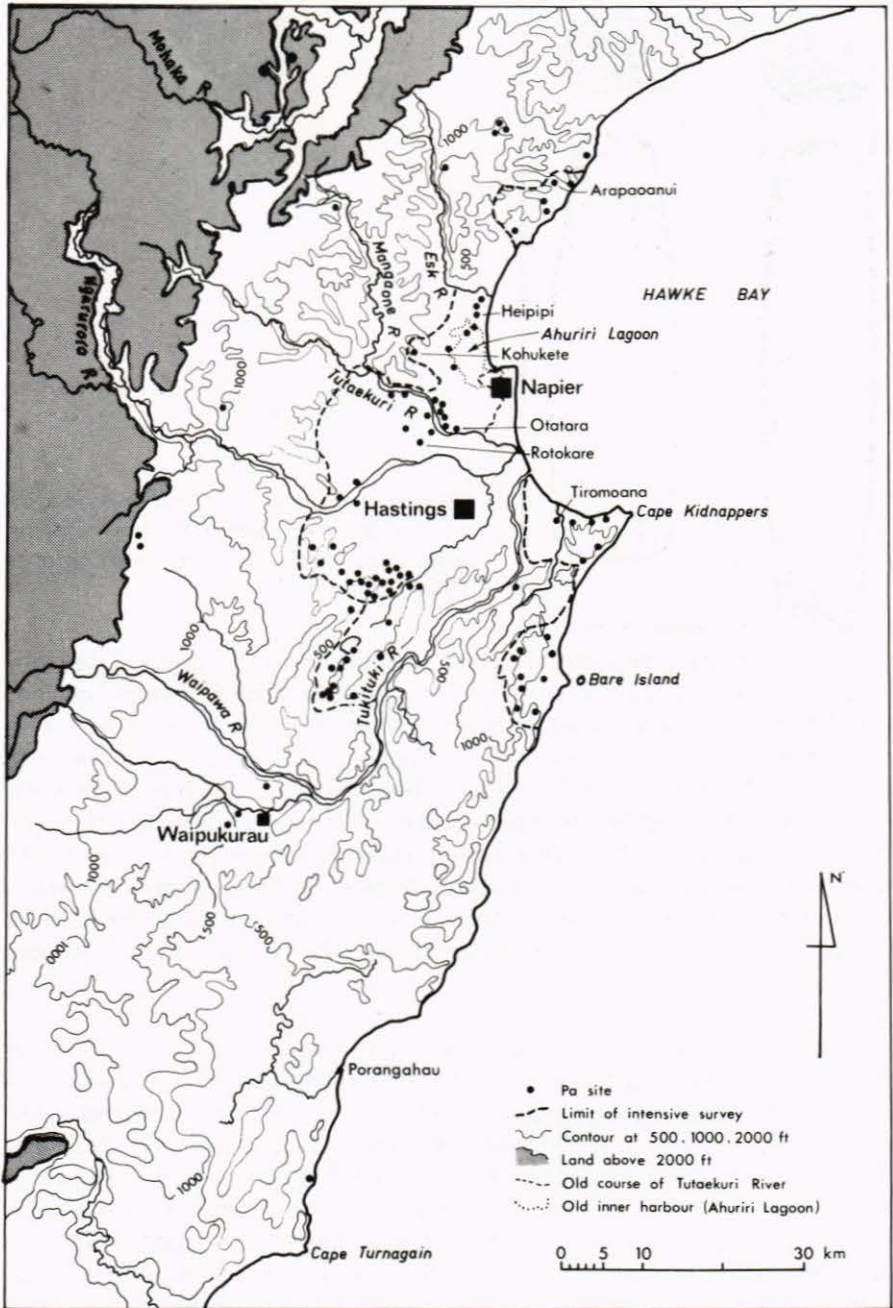 Mohaka R
1000
Arapaoanui
Ngaruroro R
Mangaone R
Esk R
500
HAWKE BAY
Heipipi
Ahuriri Lagoon
Kohukete
1000
Tutaekuri R
Napier
Otatara
Rotokare
Tiromoana
Hastings
Cape Kidnappers
1000
500
500
Waipawa R
Tukituki R
Bare Island
1000
Waipukurau
1000
500
500
1000
N
Porangahau
Pa site
Limit of intensive survey
Contour at 500.1000.2000 ft
Land above 2000 ft
1000
Old course of Tutaekuri River
Old inner harbour (Ahuriri Lagoon)
Cape Turnagain
0 5 10 30 km